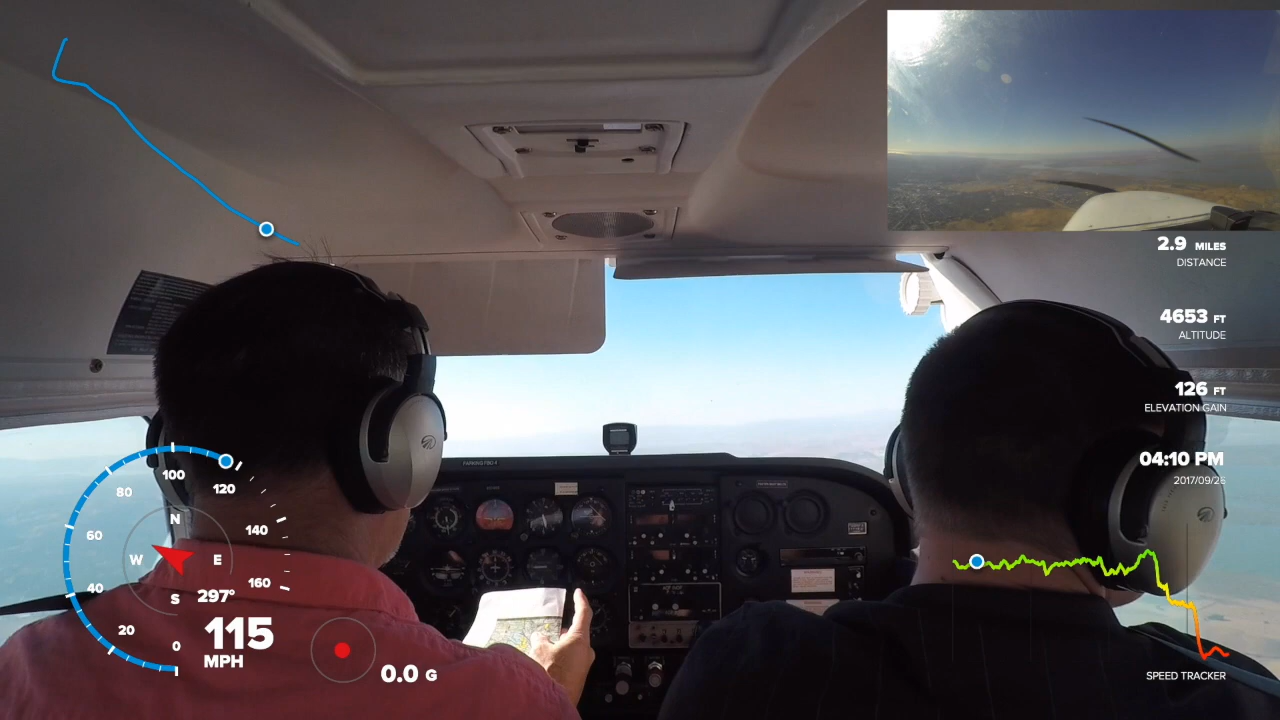 2.9 MILES
DISTANCE
4653 FT
ALTITUDE
126 FT
ELEVATION GAIN
04:10 PM
2017/09/26
SPEED TRACKER
0
20
40
60
80
100
120
140
160
N
W
E
S
297°
115
MPH
0.0 G